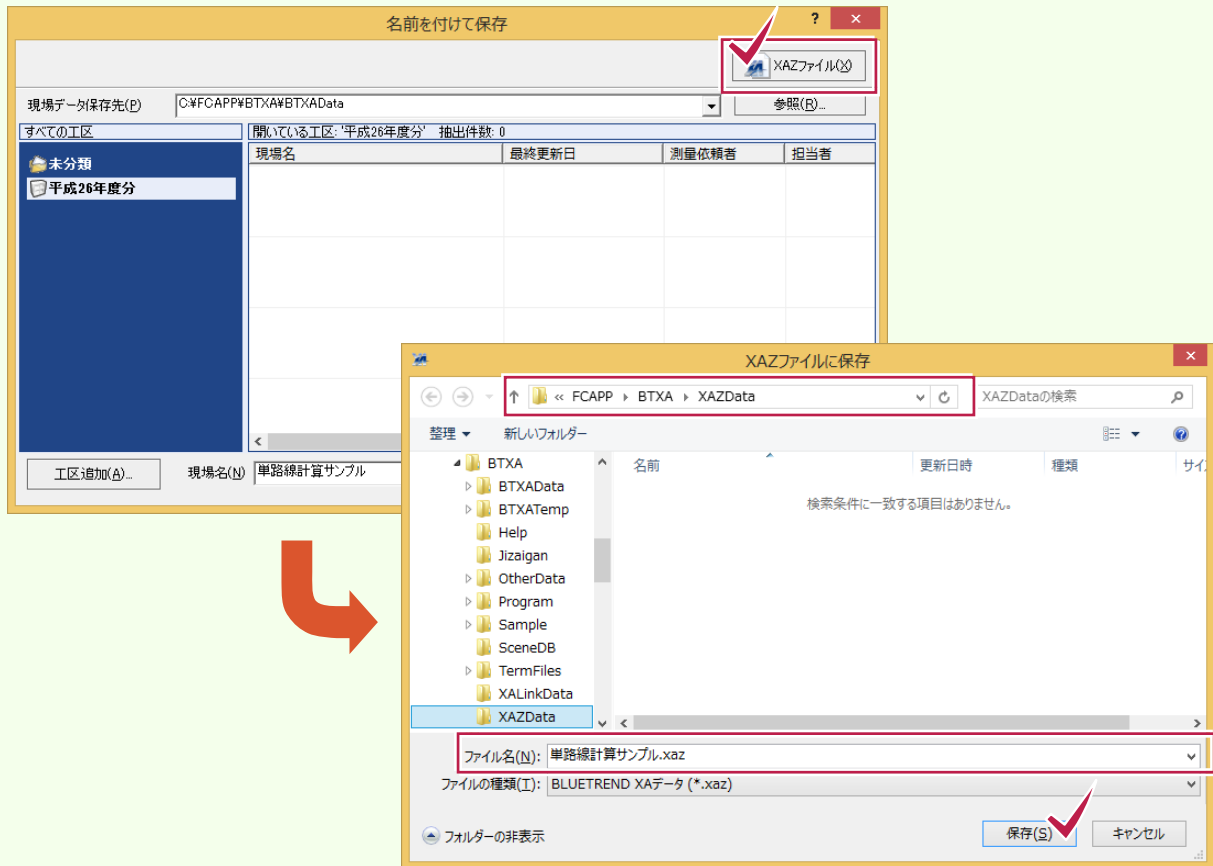 名前を付けて保存
?
×
XAZファイル(X)
現場データ保存先(P)
C:¥FCAPP¥BTXA¥BTXAData
参照(R)...
すべての工区
開いている工区:'平成26年度分' 抽出件数: 0
未分類
平成26年度分
現場名
最終更新日
測量依頼者
担当者
工区追加(A)...
現場名(N)
単路線計算サンプル
XAZファイルに保存
×
« FCAPP ▸ BTXA ▸ XAZData
XAZDataの検索
整理 ▼
新しいフォルダー
BTXA
BTXAData
BTXATemp
Help
Jizaigan
OtherData
Program
Sample
SceneDB
TermFiles
XALinkData
XAZData
名前
更新日時
種類
サイ
検索条件に一致する項目はありません。
ファイル名(N):
単路線計算サンプル.xaz
ファイルの種類(T):
BLUETREND XAデータ (*.xaz)
フォルダーの非表示
保存(S)
キャンセル